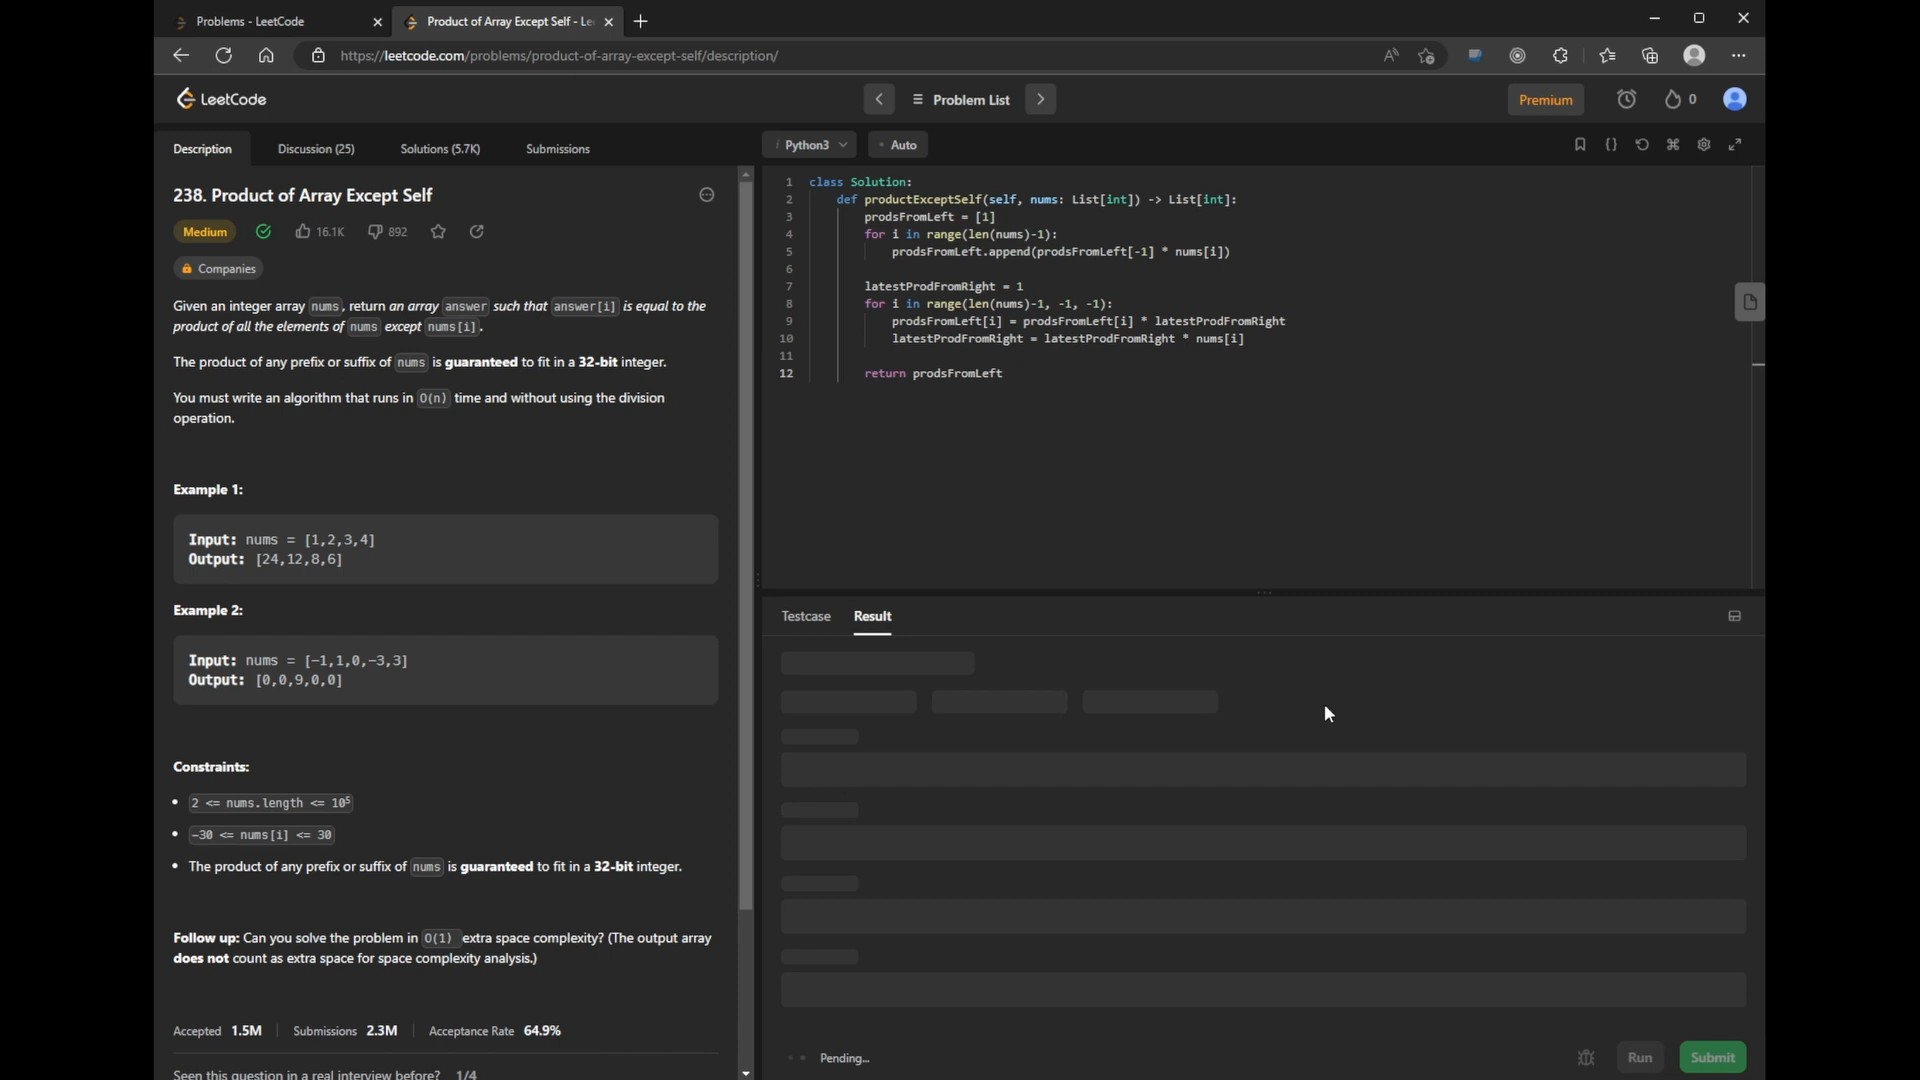 Problems - LeetCode
Product of Array Except Self - Le
https://leetcode.com/problems/product-of-array-except-self/description/
LeetCode
Problem List
Premium
0
Description
Discussion (25)
Solutions (5.7K)
Submissions
Python3
Auto
238. Product of Array Except Self
Medium
16.1K
892
Companies
Given an integer array nums, return an array answer such that answer[i] is equal to the
product of all the elements of nums except nums[i].
The product of any prefix or suffix of nums is guaranteed to fit in a 32-bit integer.
You must write an algorithm that runs in O(n) time and without using the division
operation.
Example 1:
Input: nums = [1,2,3,4]
Output: [24,12,8,6]
Example 2:
Input: nums = [-1,1,0,-3,3]
Output: [0,0,9,0,0]
Constraints:
• 2 <= nums.length <= 10⁵
• -30 <= nums[i] <= 30
• The product of any prefix or suffix of nums is guaranteed to fit in a 32-bit integer.
Follow up: Can you solve the problem in O(1) extra space complexity? (The output array
does not count as extra space for space complexity analysis.)
Accepted 1.5M
Submissions 2.3M
Acceptance Rate 64.9%
Seen this question in a real interview before? 1/4
1 class Solution:
2 def productExceptSelf(self, nums: List[int]) -> List[int]:
3 prodsFromLeft = [1]
4 for i in range(len(nums)-1):
5 prodsFromLeft.append(prodsFromLeft[-1] * nums[i])
6
7 latestProdFromRight = 1
8 for i in range(len(nums)-1, -1, -1):
9 prodsFromLeft[i] = prodsFromLeft[i] * latestProdFromRight
10 latestProdFromRight = latestProdFromRight * nums[i]
11
12 return prodsFromLeft
Testcase
Result
Pending...
Run
Submit